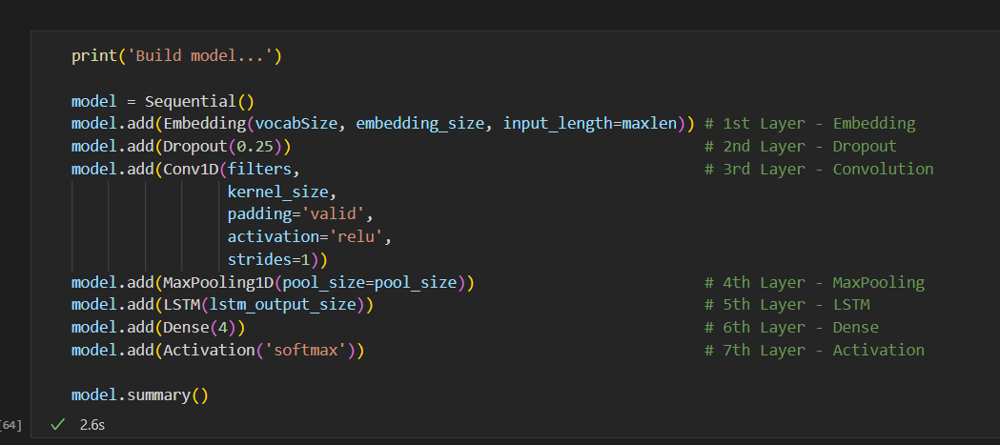 print('Build model...')
model = Sequential()
model.add(Embedding(vocabSize, embedding_size, input_length=maxlen)) # 1st Layer - Embedding
model.add(Dropout(0.25)) # 2nd Layer - Dropout
model.add(Conv1D(filters, # 3rd Layer - Convolution
kernel_size,
padding='valid',
activation='relu',
strides=1))
model.add(MaxPooling1D(pool_size=pool_size)) # 4th Layer - MaxPooling
model.add(LSTM(lstm_output_size)) # 5th Layer - LSTM
model.add(Dense(4)) # 6th Layer - Dense
model.add(Activation('softmax')) # 7th Layer - Activation
model.summary()
[64] 2.6s